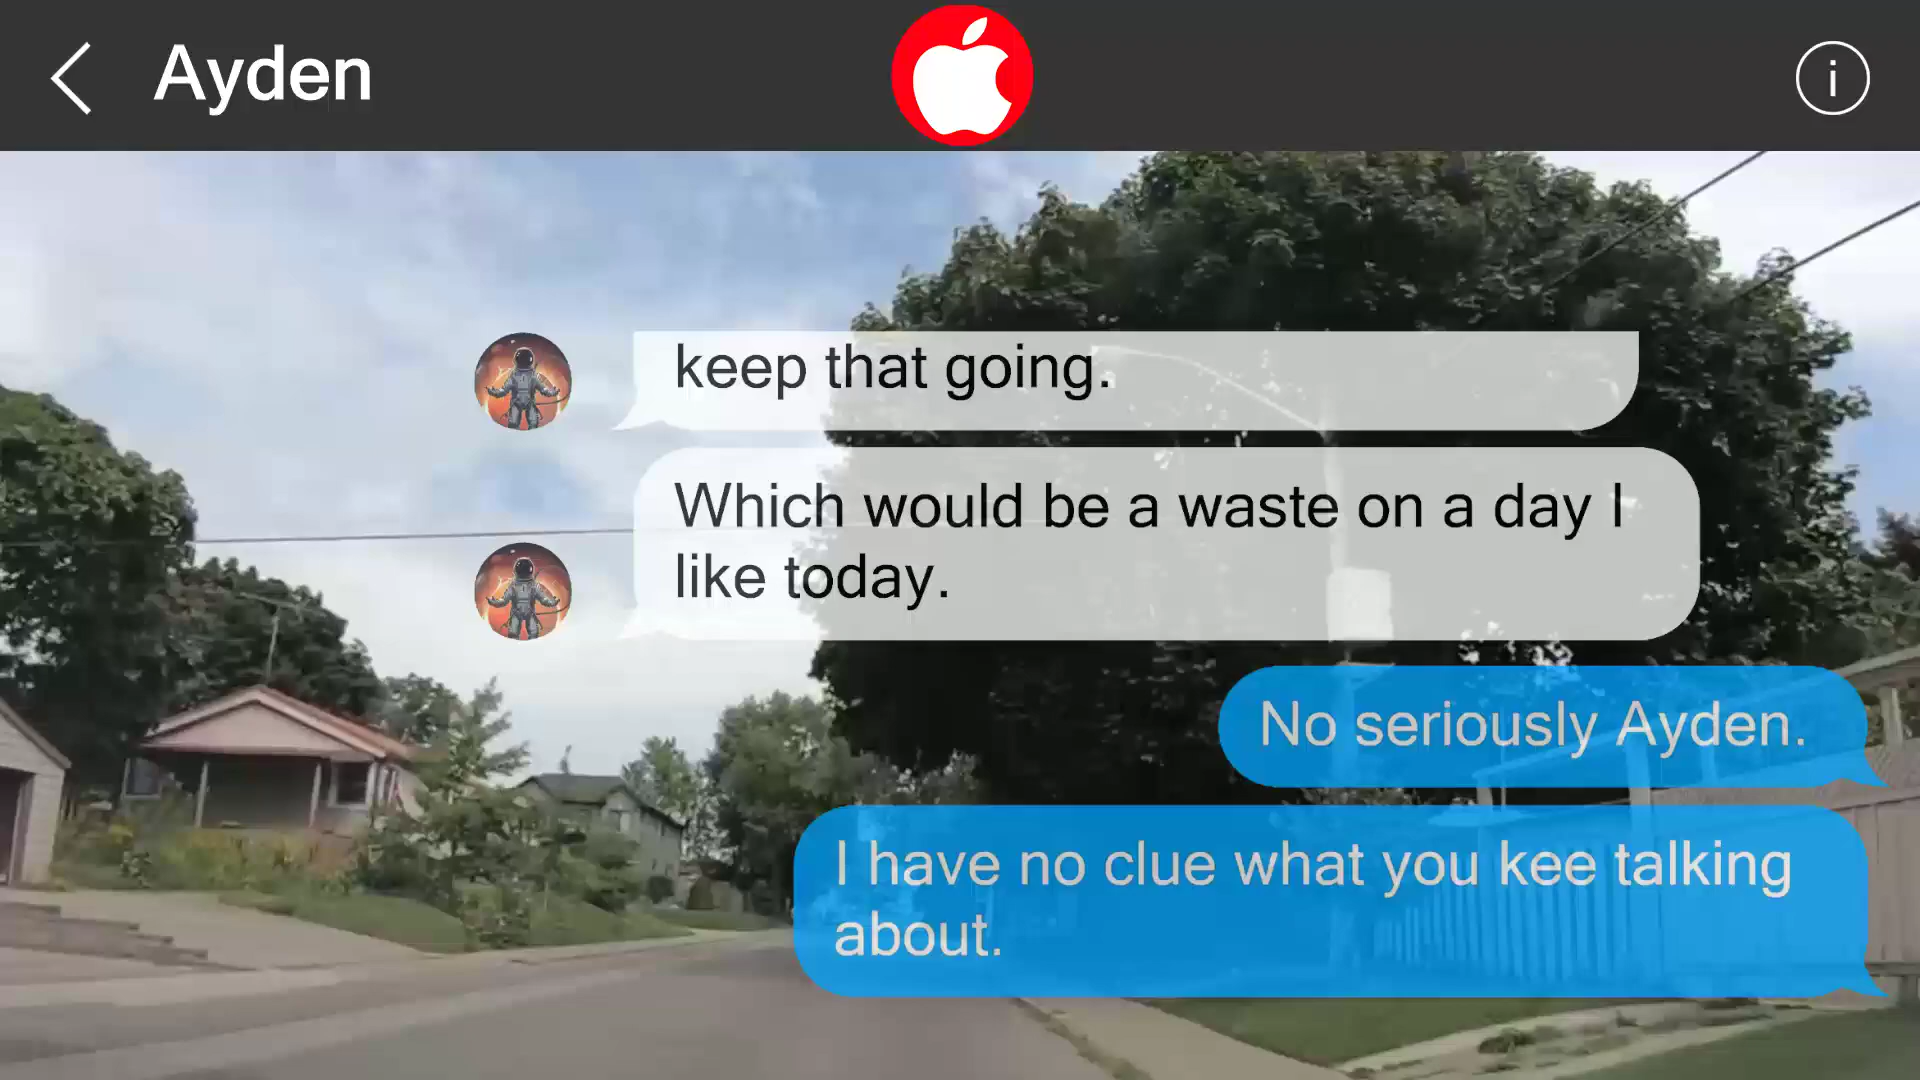 Ayden
keep that going.
Which would be a waste on a day I
like today.
No seriously Ayden.
I have no clue what you kee talking
about.